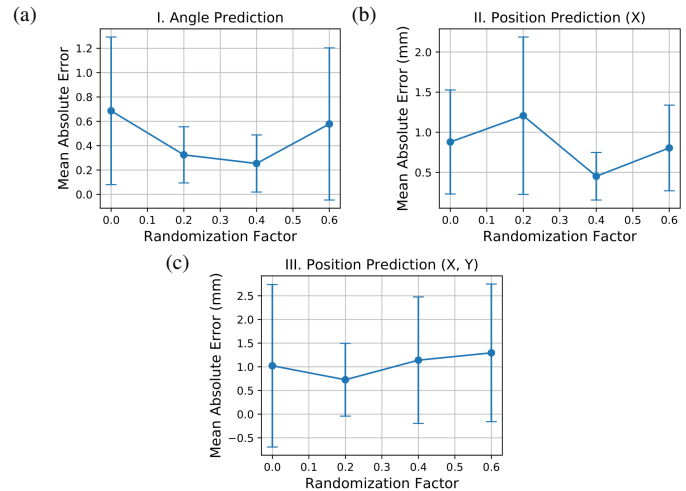 (a)
I. Angle Prediction
Mean Absolute Error
1.2
1.0
0.8
0.6
0.4
0.2
0.0
0.0 0.1 0.2 0.3 0.4 0.5 0.6
Randomization Factor
(b)
II. Position Prediction (X)
Mean Absolute Error (mm)
2.0
1.5
1.0
0.5
0.0 0.1 0.2 0.3 0.4 0.5 0.6
Randomization Factor
(c)
III. Position Prediction (X, Y)
Mean Absolute Error (mm)
2.5
2.0
1.5
1.0
0.5
0.0
−0.5
0.0 0.1 0.2 0.3 0.4 0.5 0.6
Randomization Factor